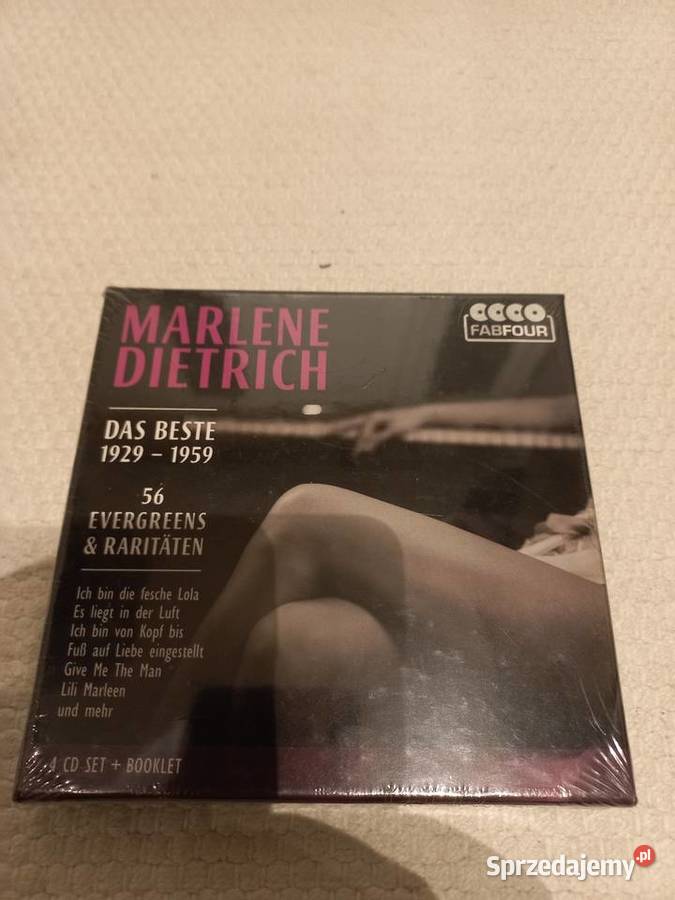 MARLENE
DIETRICH
FABFOUR
DAS BESTE
1929 – 1959
56
EVERGREENS
& RARITÄTEN
Ich bin die fesche Lola
Es liegt in der Luft
Ich bin von Kopf bis
Fuß auf Liebe eingestellt
Give Me The Man
Lili Marleen
und mehr
4 CD SET + BOOKLET
Sprzedajemy.pl